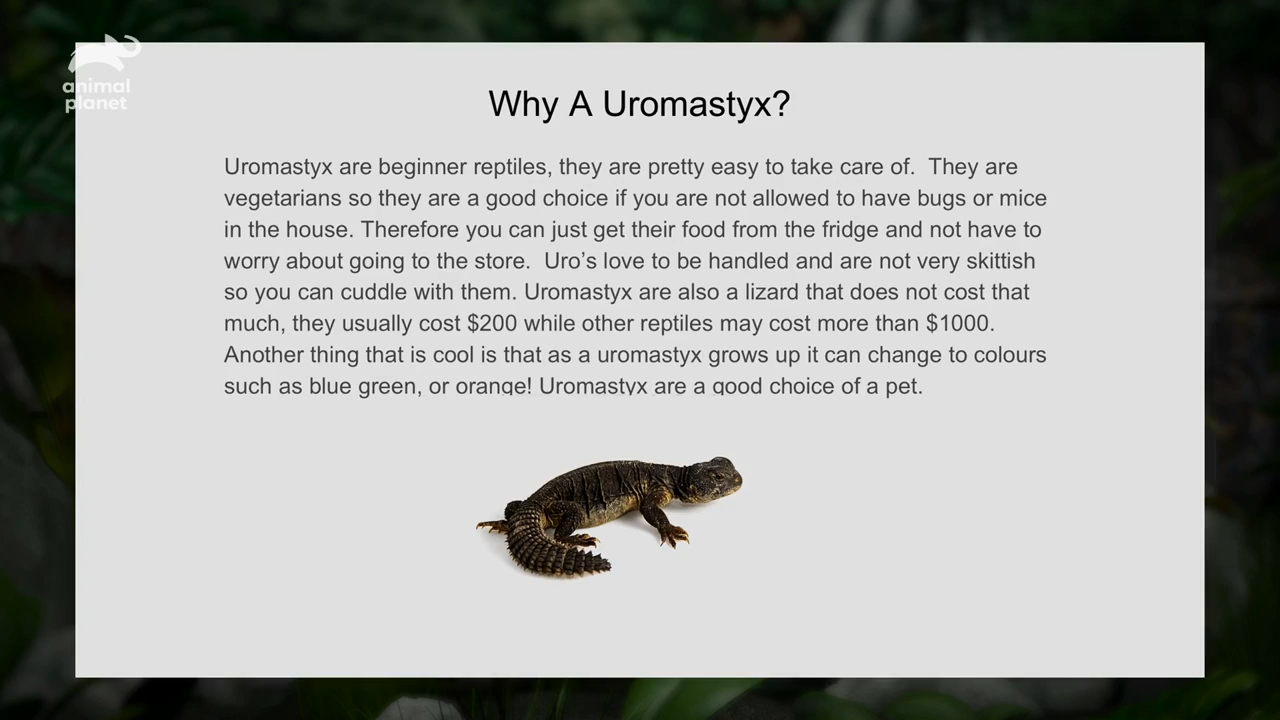 animal
planet
Why A Uromastyx?
Uromastyx are beginner reptiles, they are pretty easy to take care of.  They are
vegetarians so they are a good choice if you are not allowed to have bugs or mice
in the house. Therefore you can just get their food from the fridge and not have to
worry about going to the store.  Uro’s love to be handled and are not very skittish
so you can cuddle with them. Uromastyx are also a lizard that does not cost that
much, they usually cost $200 while other reptiles may cost more than $1000.
Another thing that is cool is that as a uromastyx grows up it can change to colours
such as blue green, or orange! Uromastyx are a good choice of a pet.